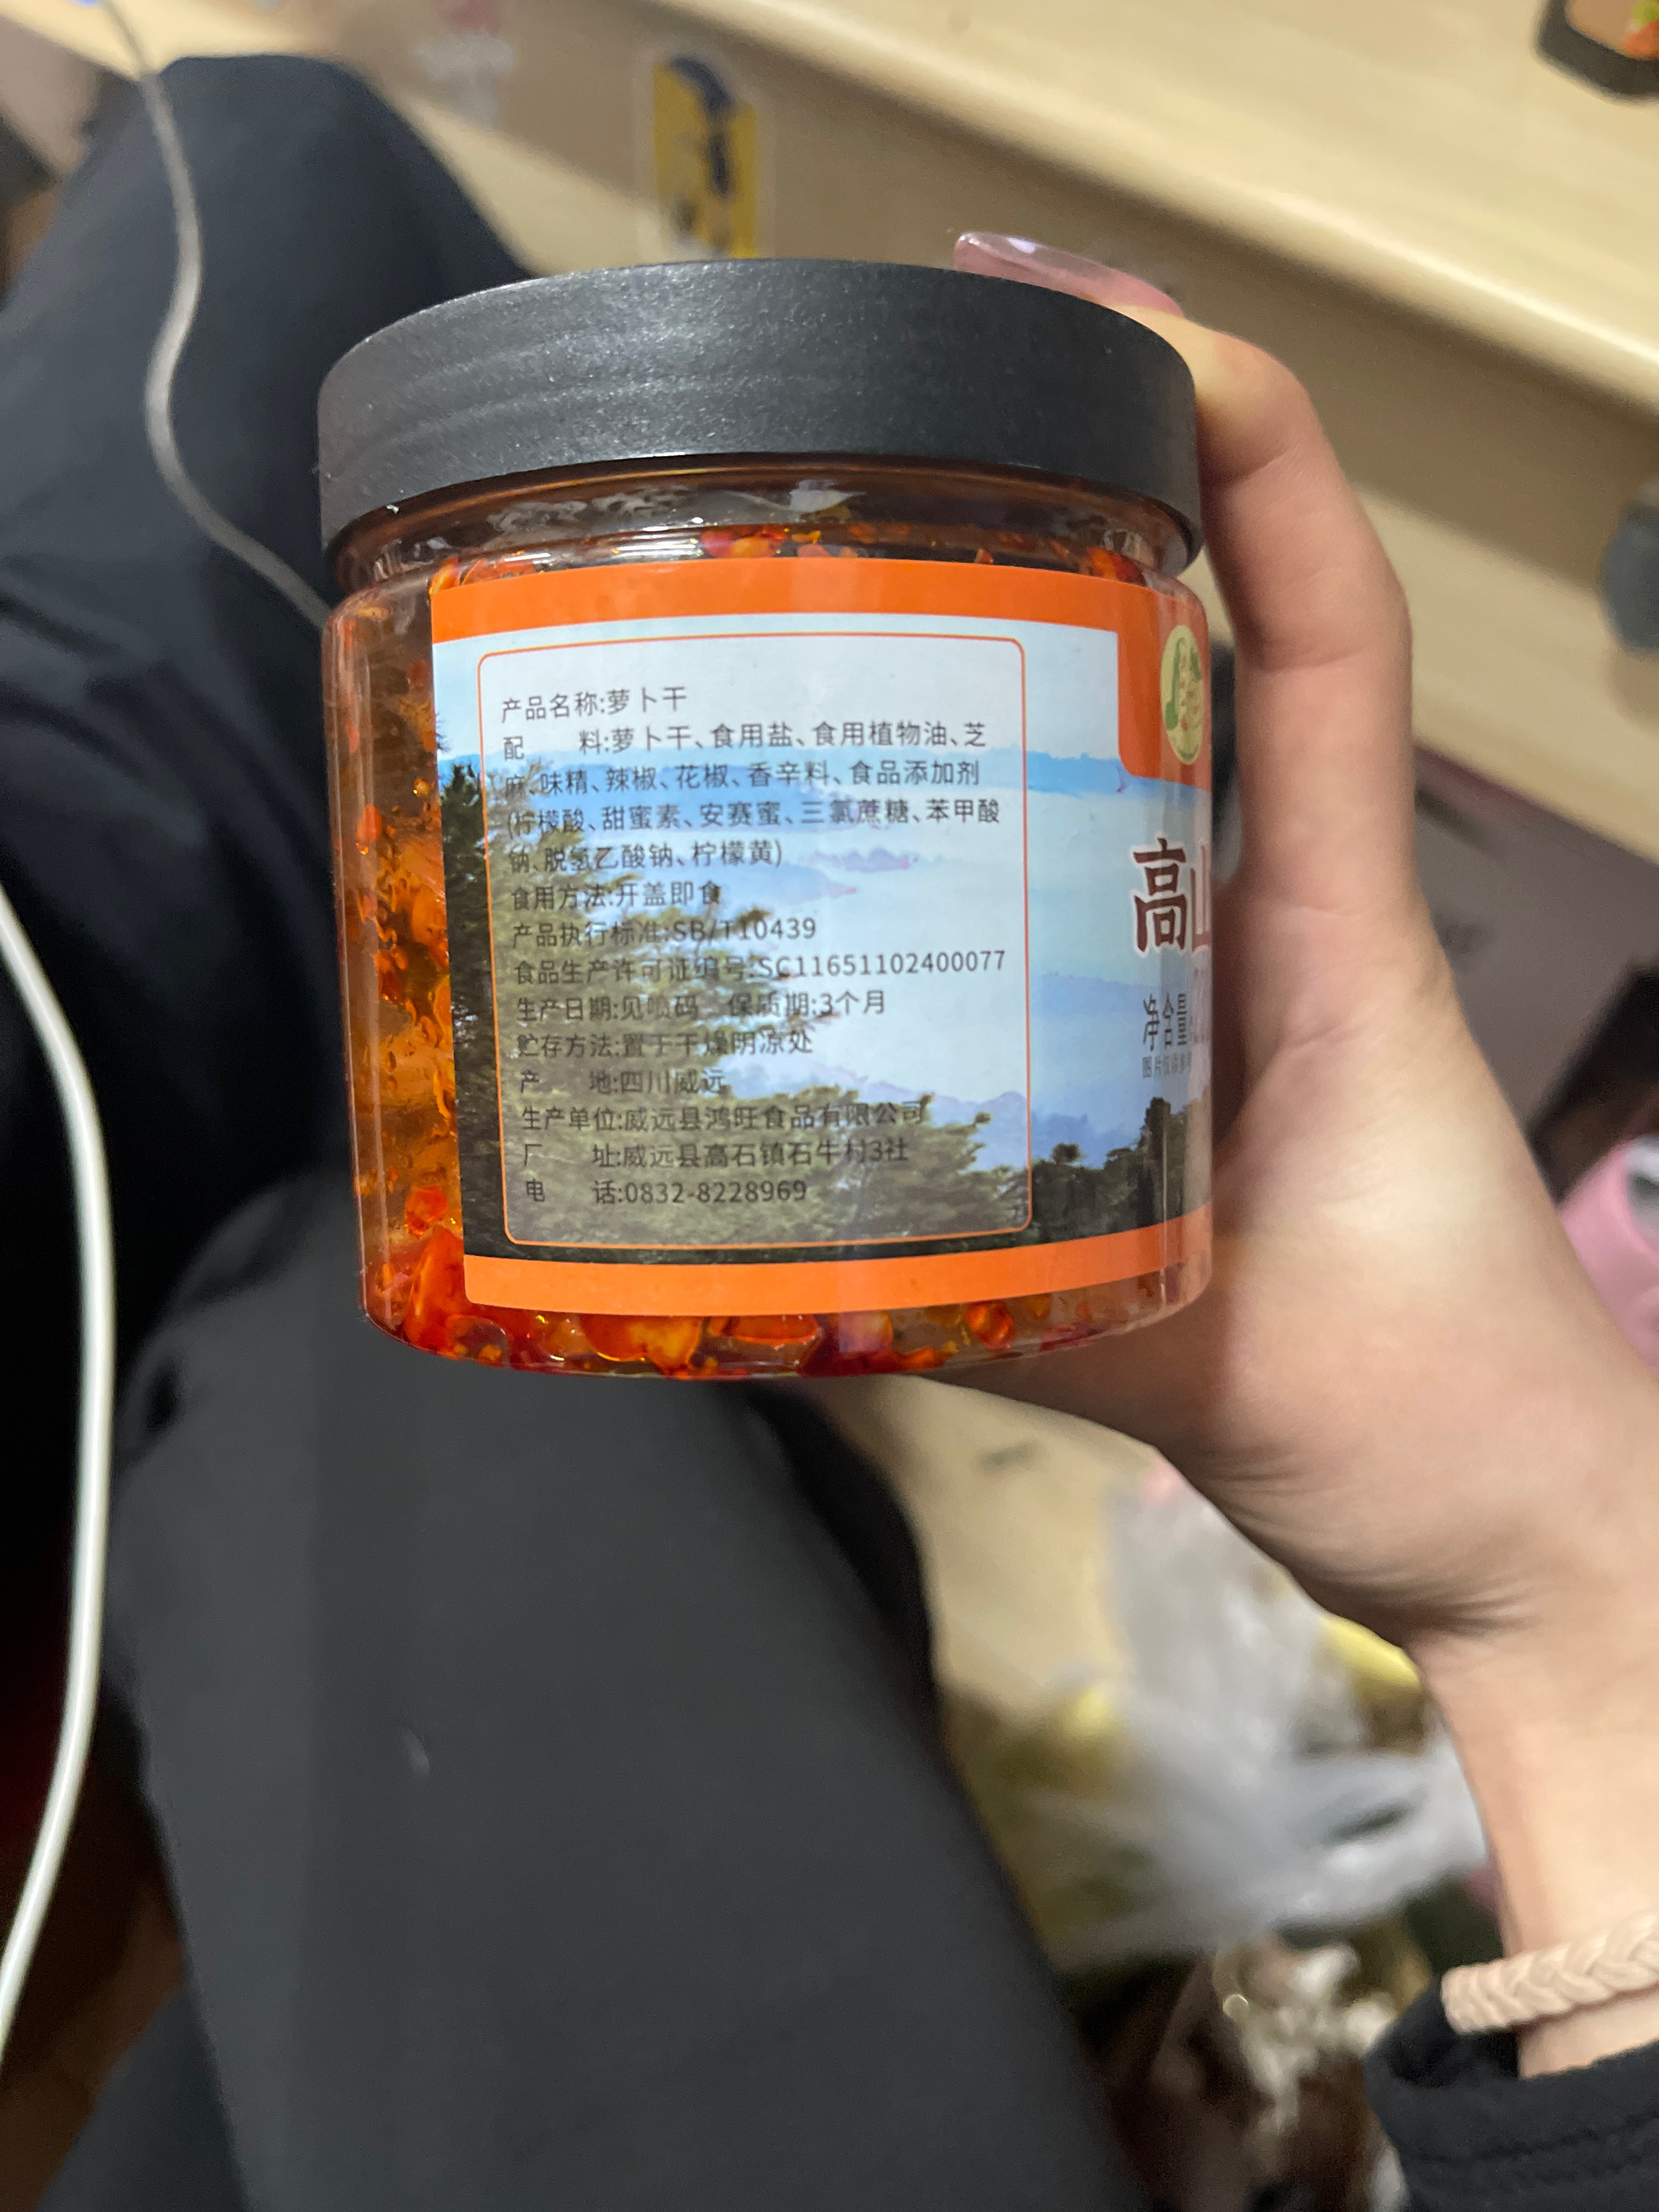 产品名称:萝卜干
配 料:萝卜干、食用盐、食用植物油、芝
麻、味精、辣椒、花椒、香辛料、食品添加剂
(柠檬酸、甜蜜素、安赛蜜、三氯蔗糖、苯甲酸
钠、脱氢乙酸钠、柠檬黄)
食用方法:开盖即食
产品执行标准:SB/T10439
食品生产许可证编号:SC11651102400077
生产日期:见喷码 保质期:3个月
贮存方法:置于干燥阴凉处
产 地:四川威远
生产单位:威远县鸿旺食品有限公司
厂 址:威远县高石镇石牛村3社
电 话:0832-8228969
高山
净含量
图片仅供参